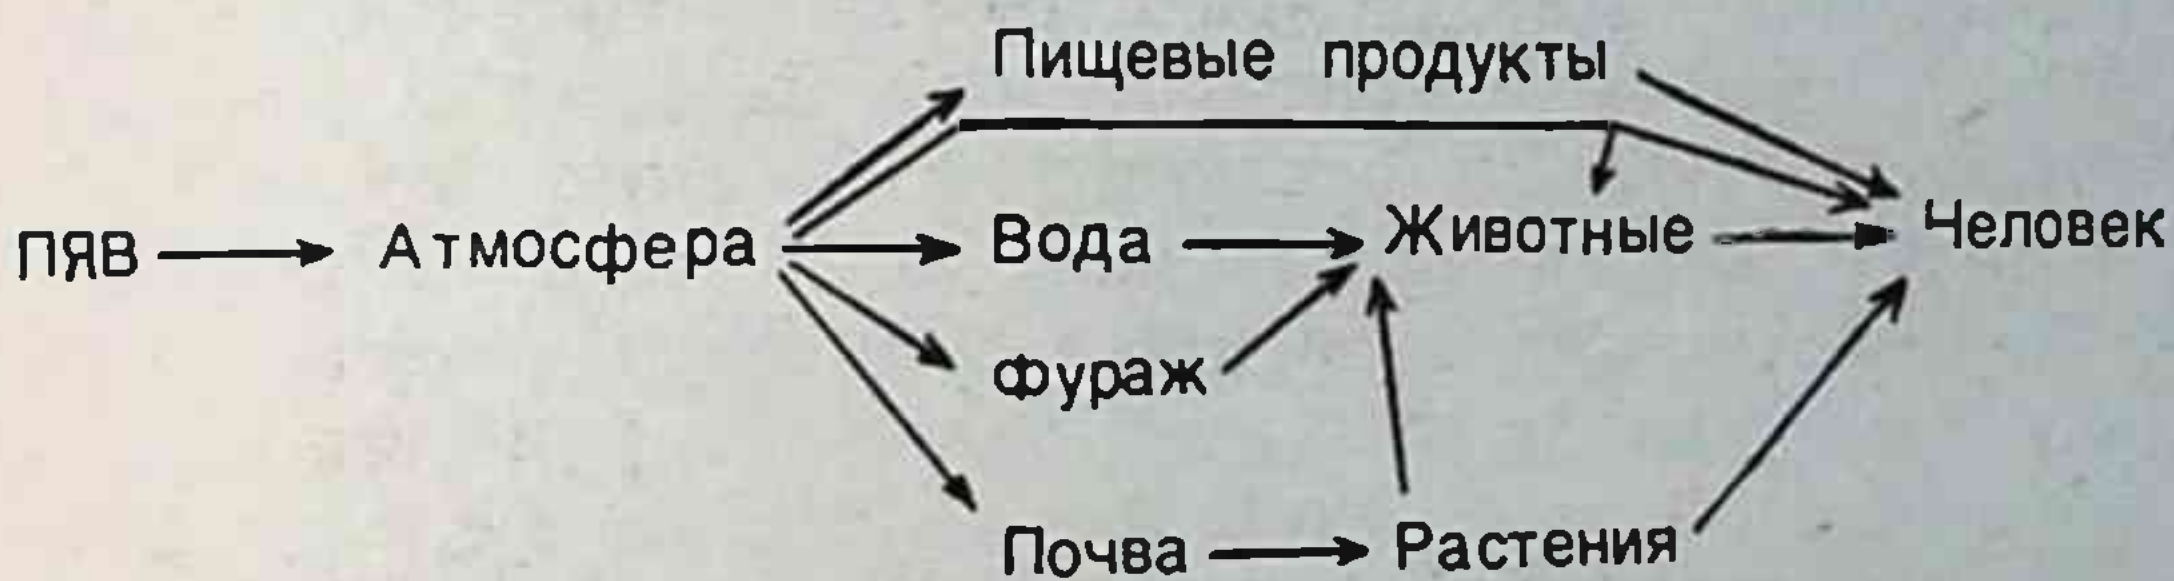 Пищевые продукты
ПЯВ Атмосфера Вода Животные Человек
Фураж
Почва Растения